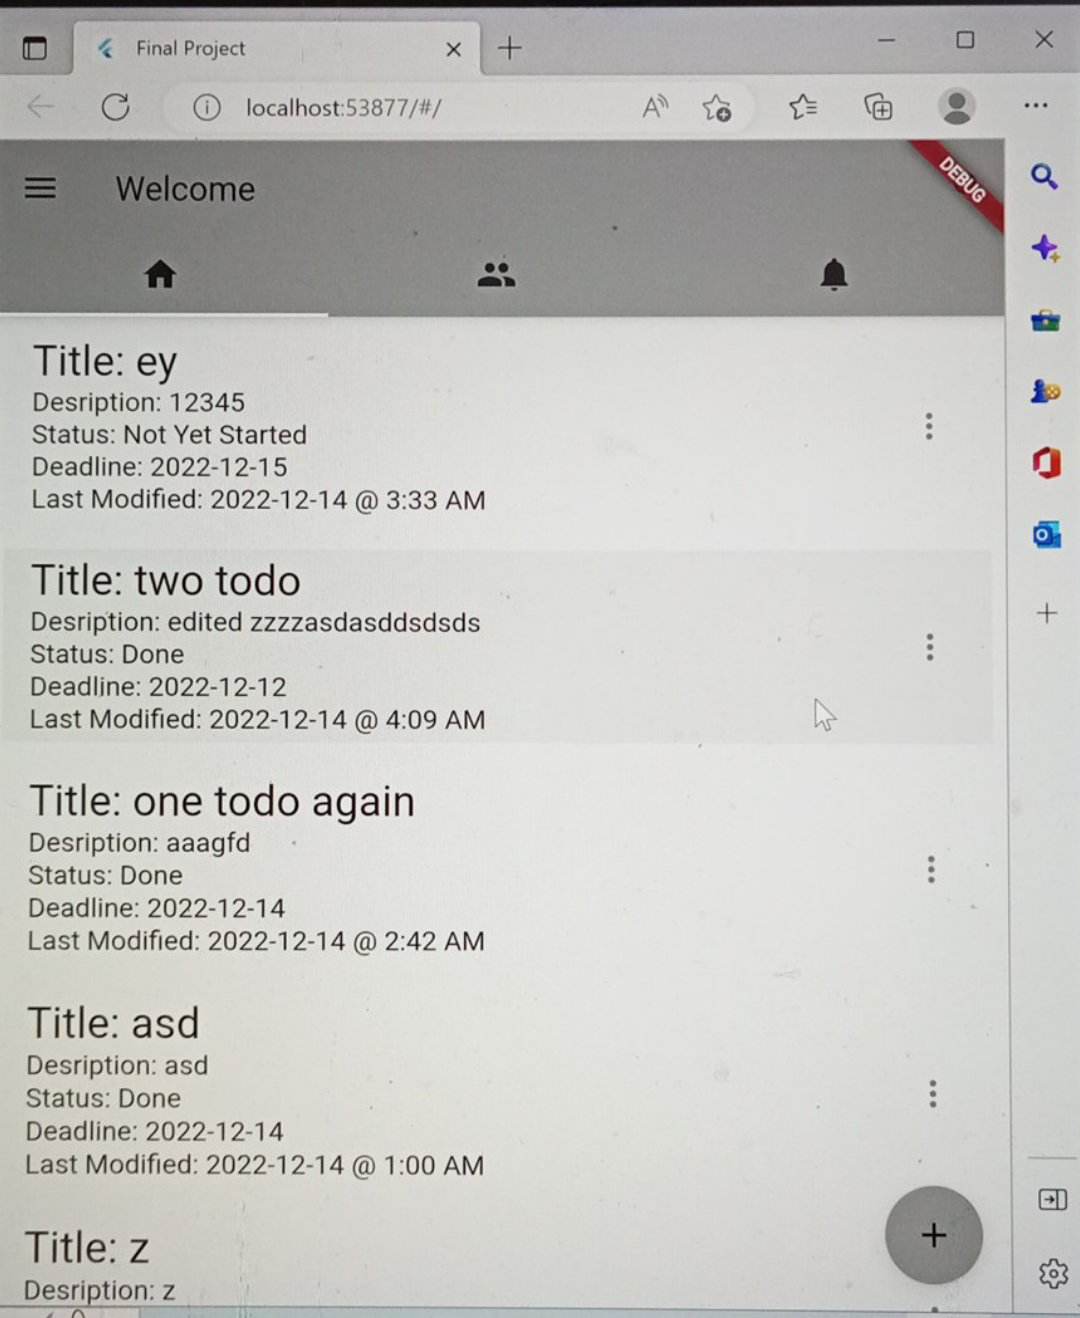 Final Project
localhost:53877/#/
Welcome
DEBUG
Title: ey
Desription: 12345
Status: Not Yet Started
Deadline: 2022-12-15
Last Modified: 2022-12-14 @ 3:33 AM
Title: two todo
Desription: edited zzzzasdasddsdsds
Status: Done
Deadline: 2022-12-12
Last Modified: 2022-12-14 @ 4:09 AM
Title: one todo again
Desription: aaagfd
Status: Done
Deadline: 2022-12-14
Last Modified: 2022-12-14 @ 2:42 AM
Title: asd
Desription: asd
Status: Done
Deadline: 2022-12-14
Last Modified: 2022-12-14 @ 1:00 AM
Title: z
Desription: z